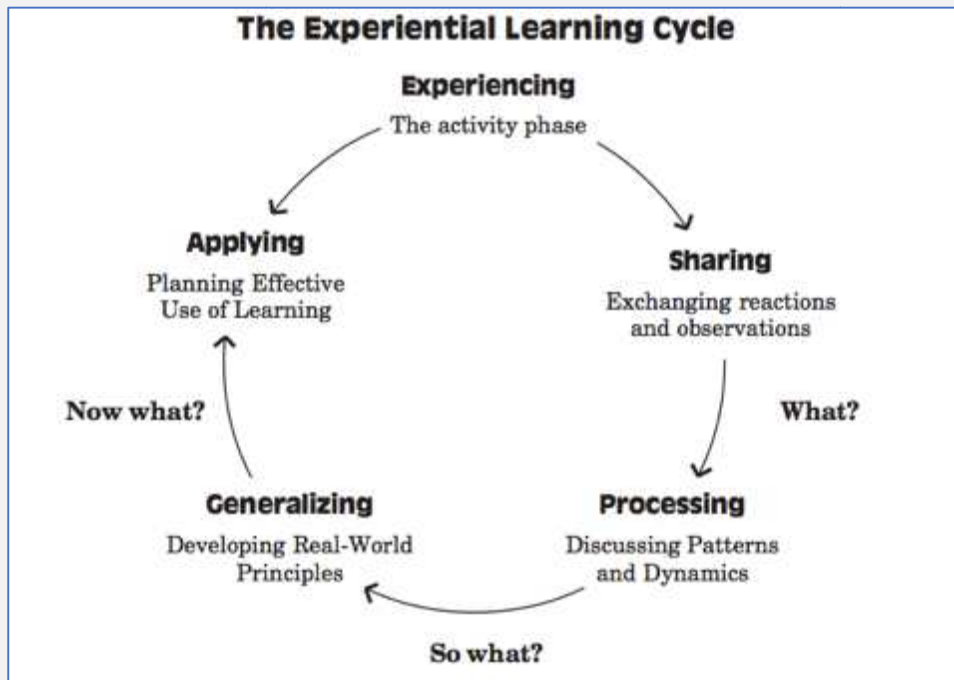 The Experiential Learning Cycle
Experiencing
The activity phase
Sharing
Exchanging reactions
and observations
What?
Processing
Discussing Patterns
and Dynamics
So what?
Generalizing
Developing Real-World
Principles
Now what?
Applying
Planning Effective
Use of Learning